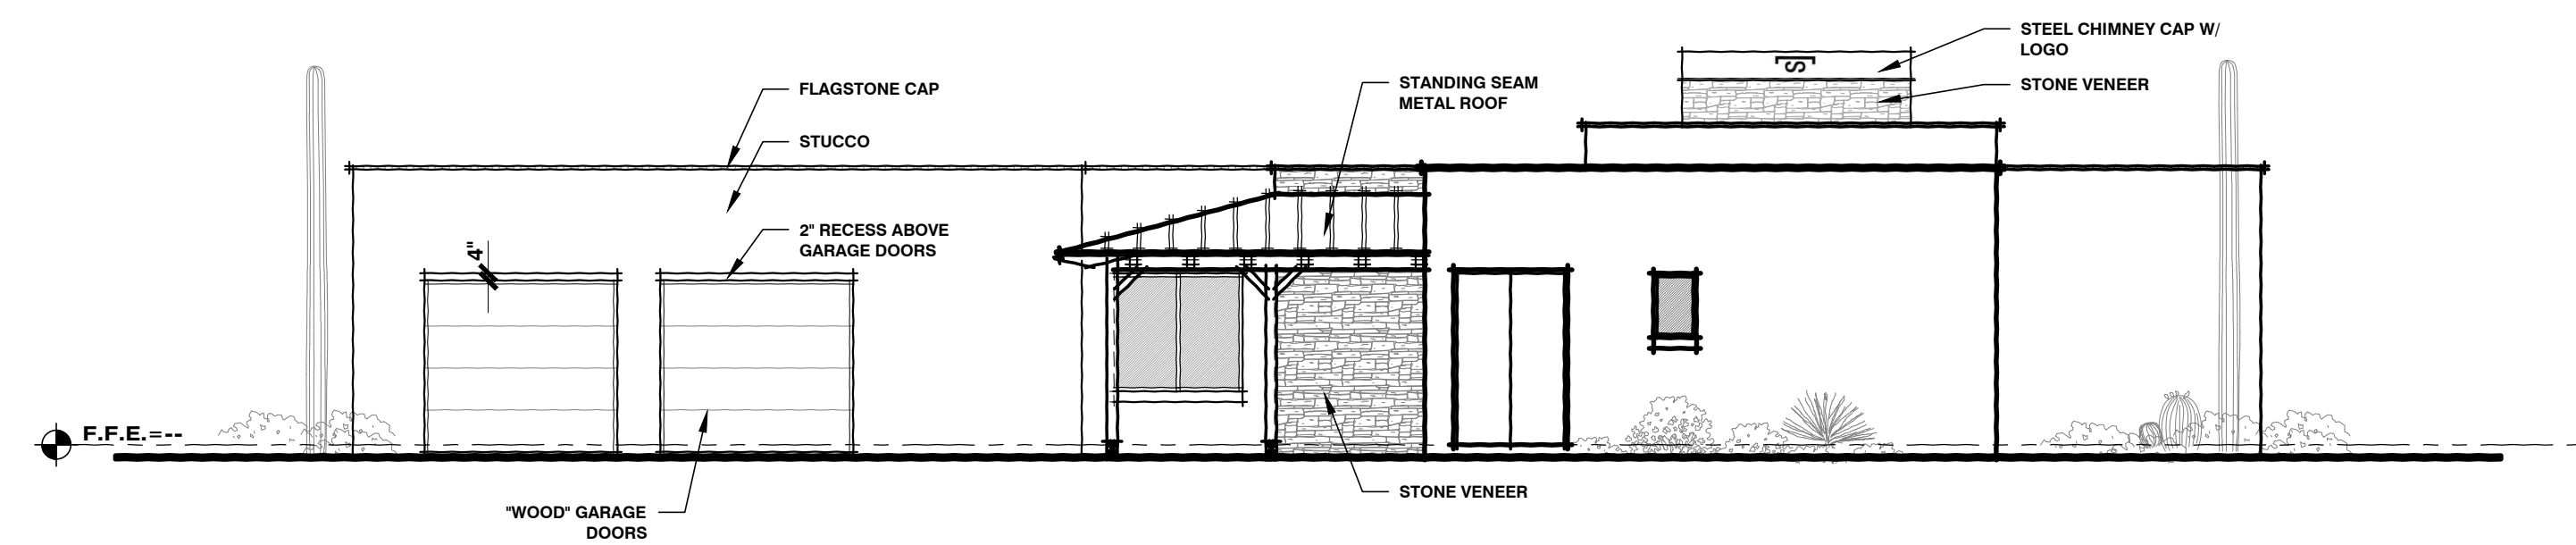 STEEL CHIMNEY CAP W/
LOGO
STONE VENEER
[S]
STANDING SEAM
METAL ROOF
FLAGSTONE CAP
STUCCO
2" RECESS ABOVE
GARAGE DOORS
4"
F.F.E.=--
STONE VENEER
"WOOD" GARAGE
DOORS